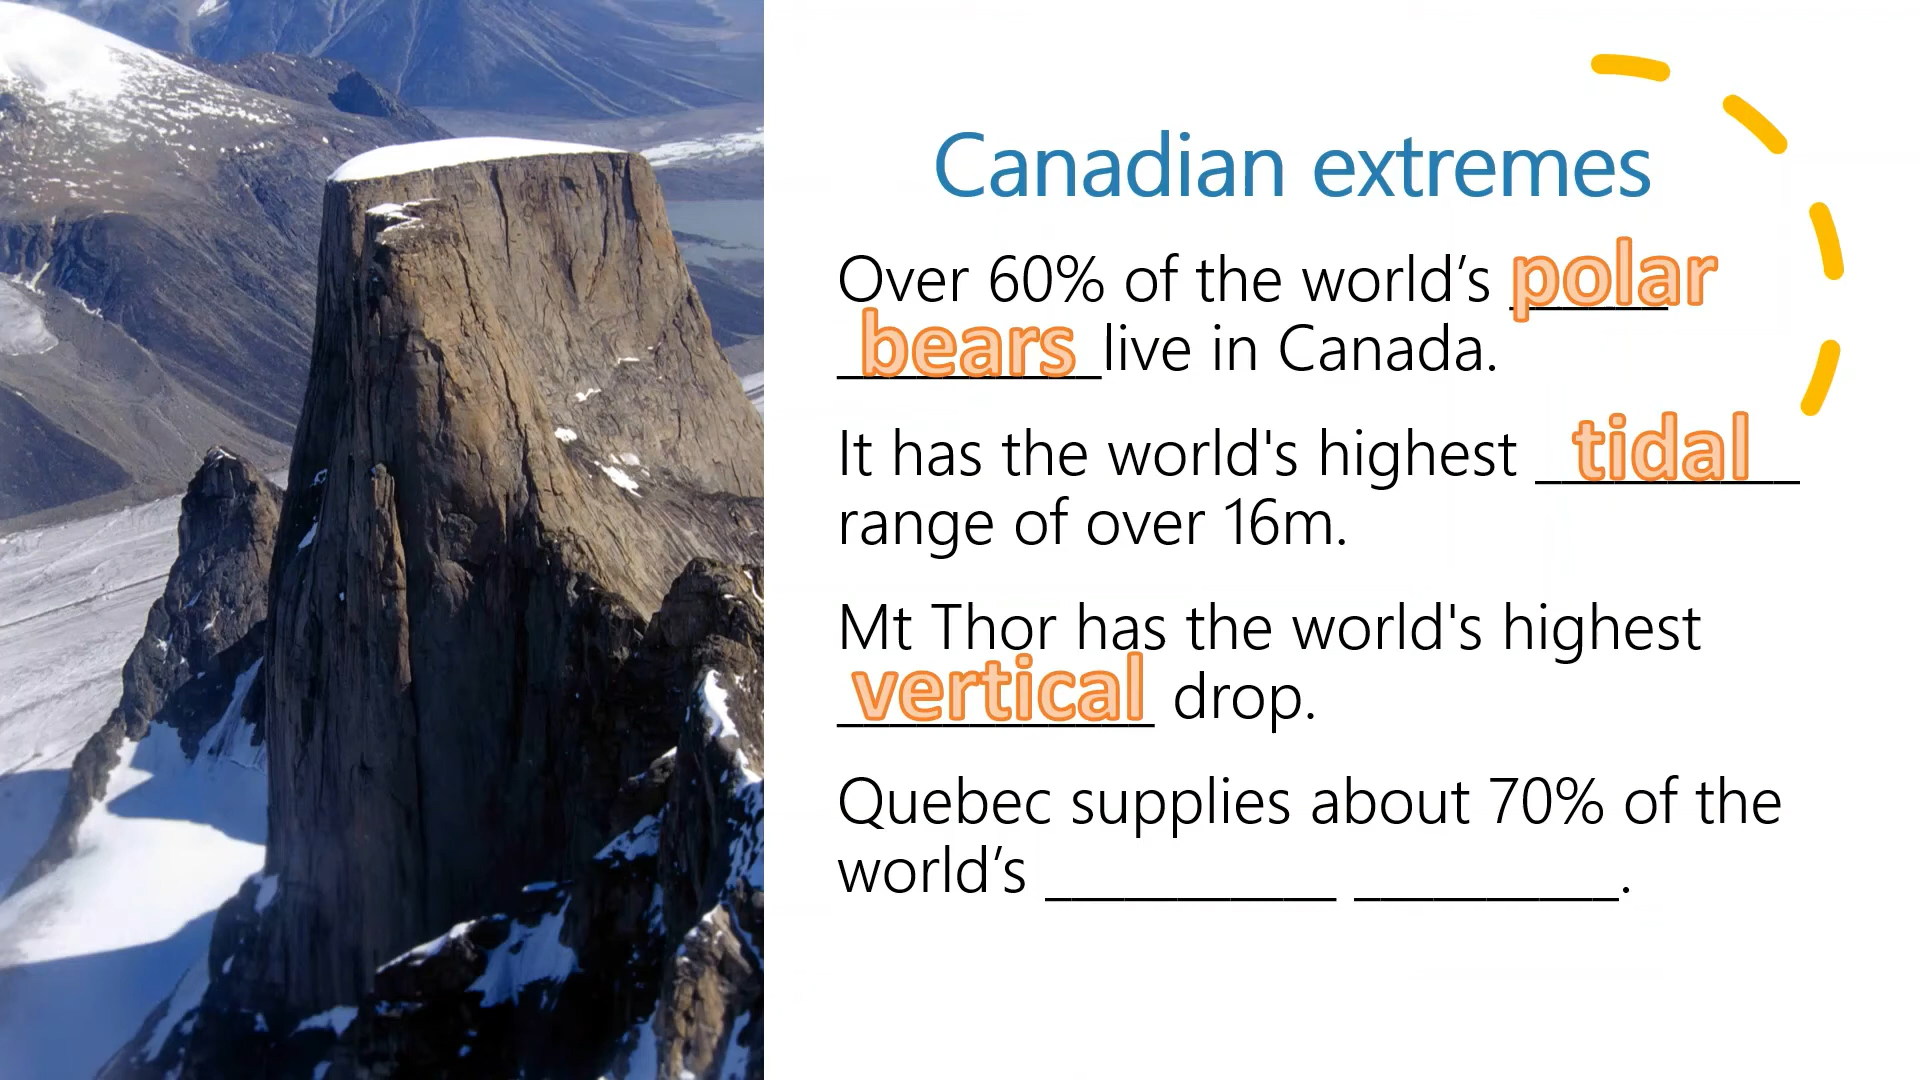 Canadian extremes
Over 60% of the world’s polar
bears live in Canada.
It has the world's highest tidal
range of over 16m.
Mt Thor has the world's highest
vertical drop.
Quebec supplies about 70% of the
world’s ___________ __________.